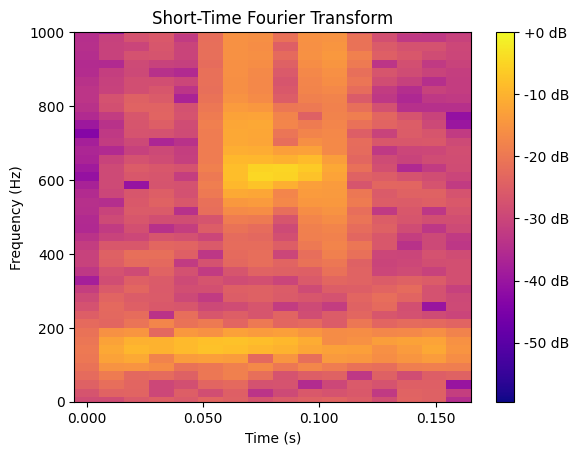 Short-Time Fourier Transform
1000
800
600
400
200
0
Frequency (Hz)
0.000
0.050
0.100
0.150
Time (s)
+0 dB
-10 dB
-20 dB
-30 dB
-40 dB
-50 dB